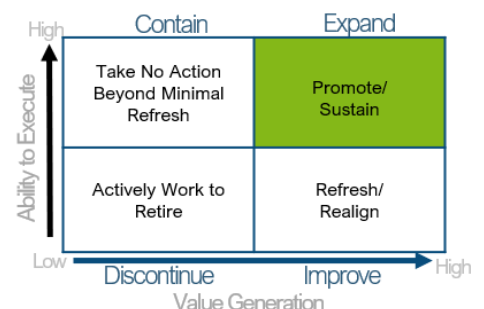 High
Contain
Expand
Ability to Execute
Take No Action
Beyond Minimal
Refresh
Promote/
Sustain
Actively Work to
Retire
Refresh/
Realign
Low
High
Discontinue
Improve
Value Generation